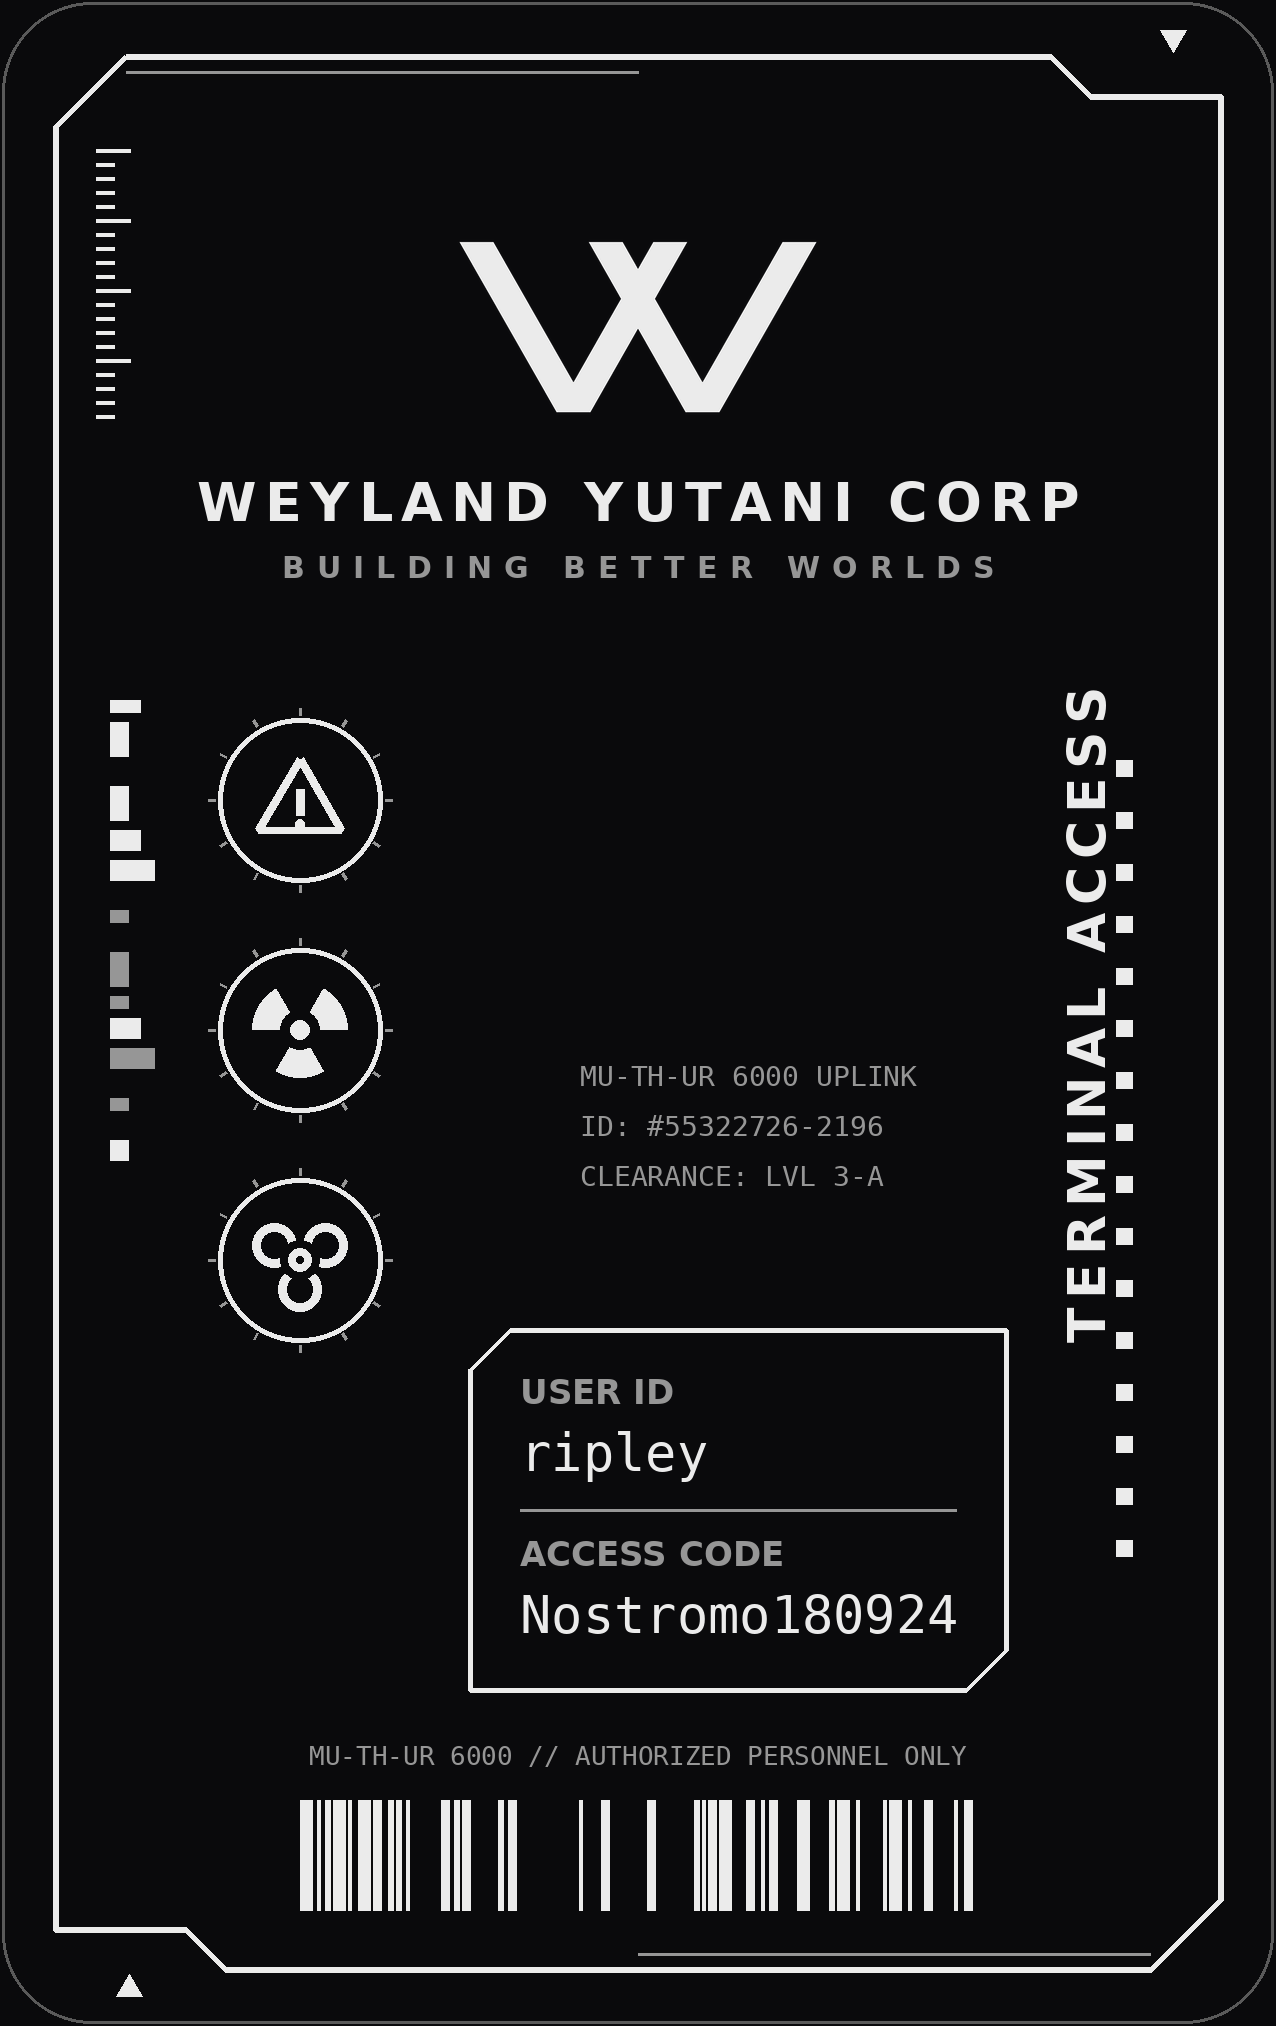 W
WEYLAND YUTANI CORP
BUILDING BETTER WORLDS
TERMINAL ACCESS
MU-TH-UR 6000 UPLINK
ID: #55322726-2196
CLEARANCE: LVL 3-A
USER ID
ripley
ACCESS CODE
Nostromo180924
MU-TH-UR 6000 // AUTHORIZED PERSONNEL ONLY